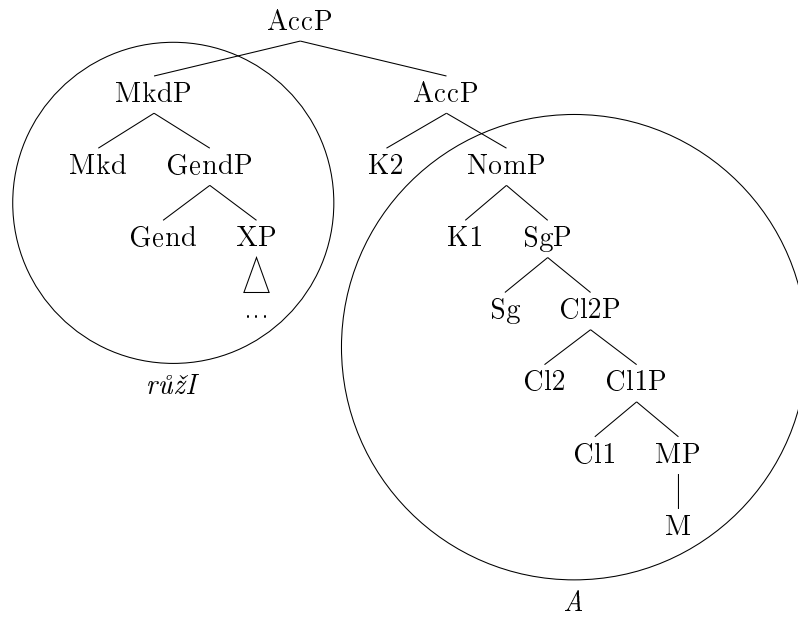 AccP
MkdP AccP
Mkd GendP K2 NomP
Gend XP K1 SgP
... Sg Cl2P
růžI Cl2 Cl1P
Cl1 MP
M
A